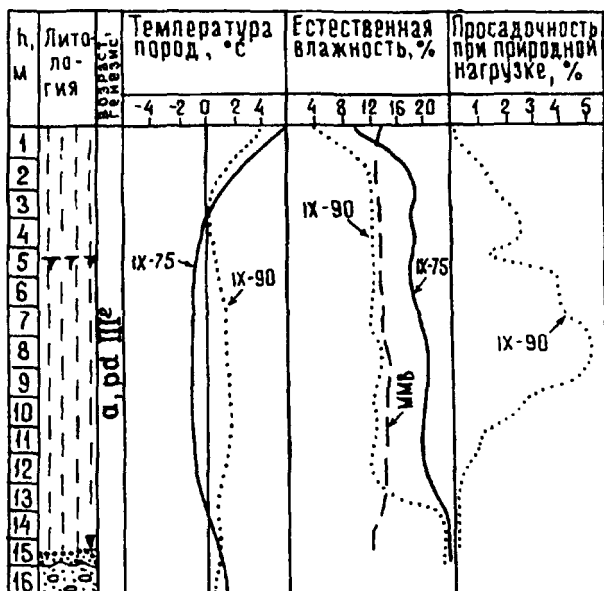 h, м
Лито-
ло-
гия
Возраст,
генезис
Температура
пород, °C
Естественная
влажность, %
Просадочность
при природной
нагрузке, %
-4 -2 0 2 4
4 8 12 16 20
1 2 3 4 5
1
2
3
4
5
6
7
8
9
10
11
12
13
14
15
16
a, pd III²
IX-75
IX-90
IX-90
IX-75
ММВ
IX-90